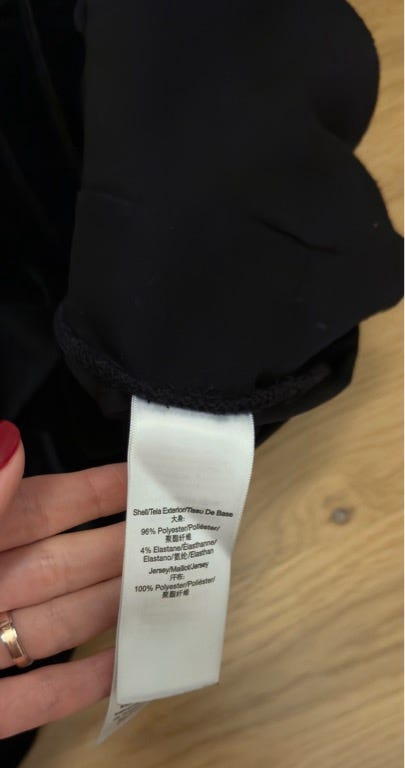 Shell/Tela Exterior/Tissu De Base
大身:
96% Polyester/Poliéster/
聚酯纤维
4% Elastane/Élasthanne/
Elastano/氨纶/Elasthan
Jersey/Maillot/Jersey
汗布:
100% Polyester/Poliéster/
聚酯纤维